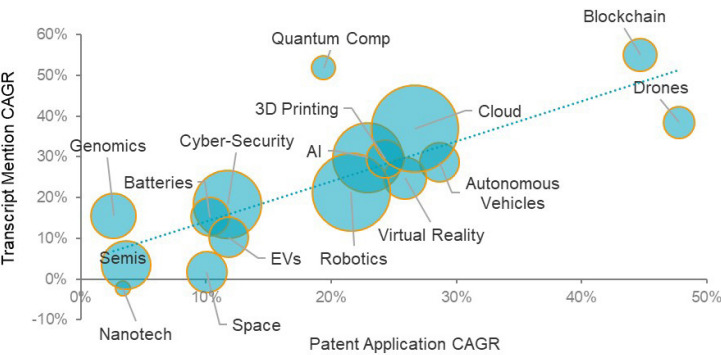 Blockchain
60%
Quantum Comp
50%
Drones
3D Printing
Cloud
40%
Genomics
Cyber-Security
AI
30%
Batteries
Autonomous
Vehicles
20%
Virtual Reality
10%
Semis
EVs
Robotics
0%
0%
10%
20%
30%
40%
50%
-10%
Nanotech
Space
Transcript Mention CAGR
Patent Application CAGR